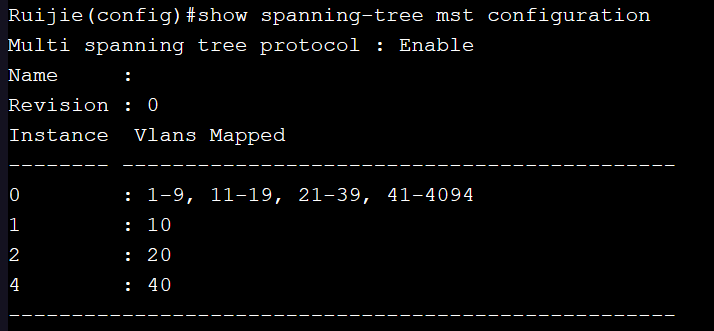 Ruijie(config)#show spanning-tree mst configuration
Multi spanning tree protocol : Enable
Name     :
Revision : 0
Instance  Vlans Mapped
-------- --------------------------------------------
0        : 1-9, 11-19, 21-39, 41-4094
1        : 10
2        : 20
4        : 40
-----------------------------------------------------